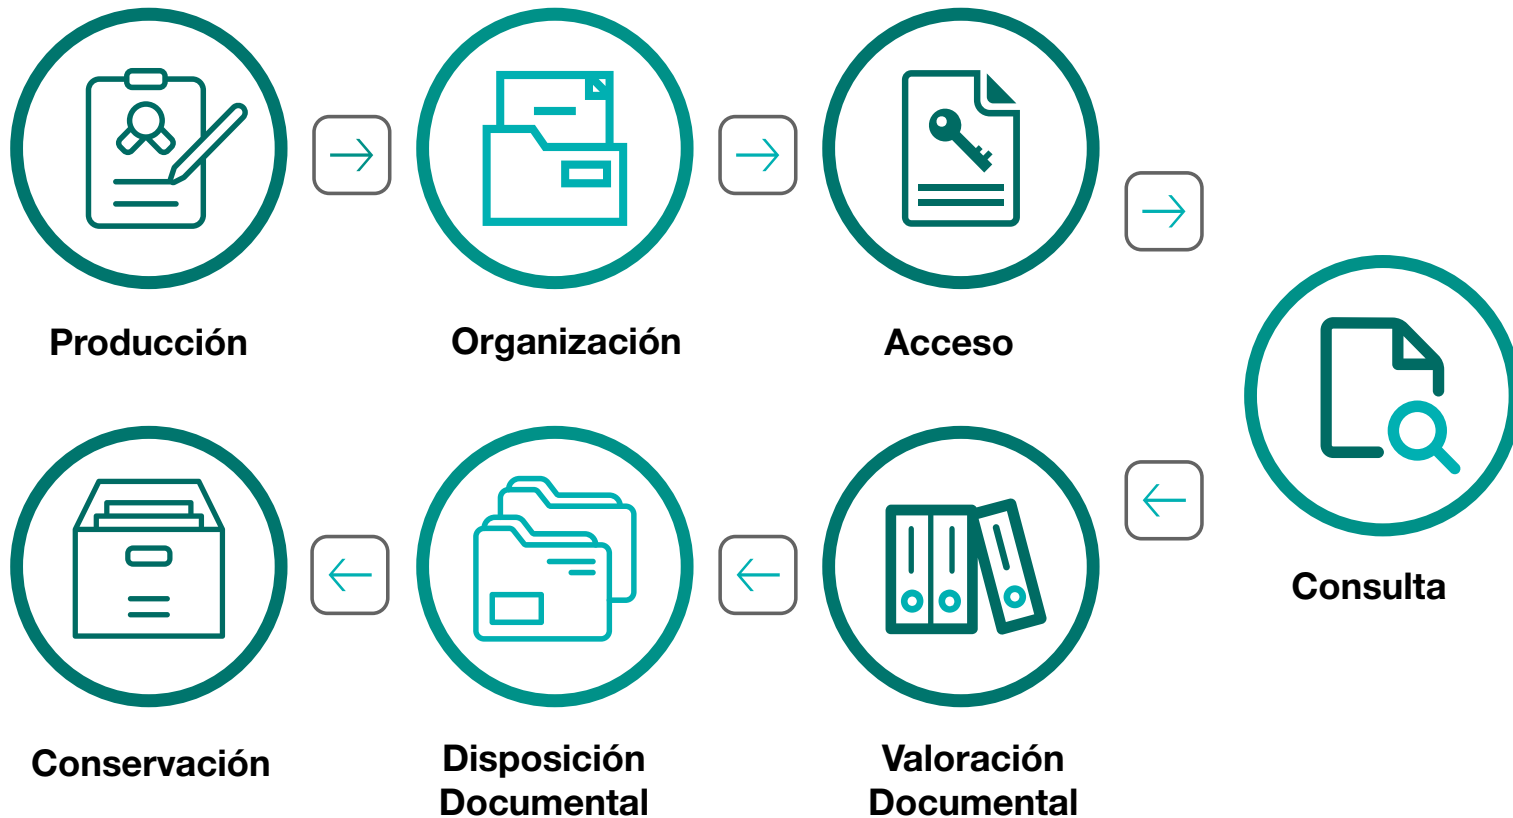 Producción
Organización
Acceso
Consulta
Conservación
Disposición
Documental
Valoración
Documental